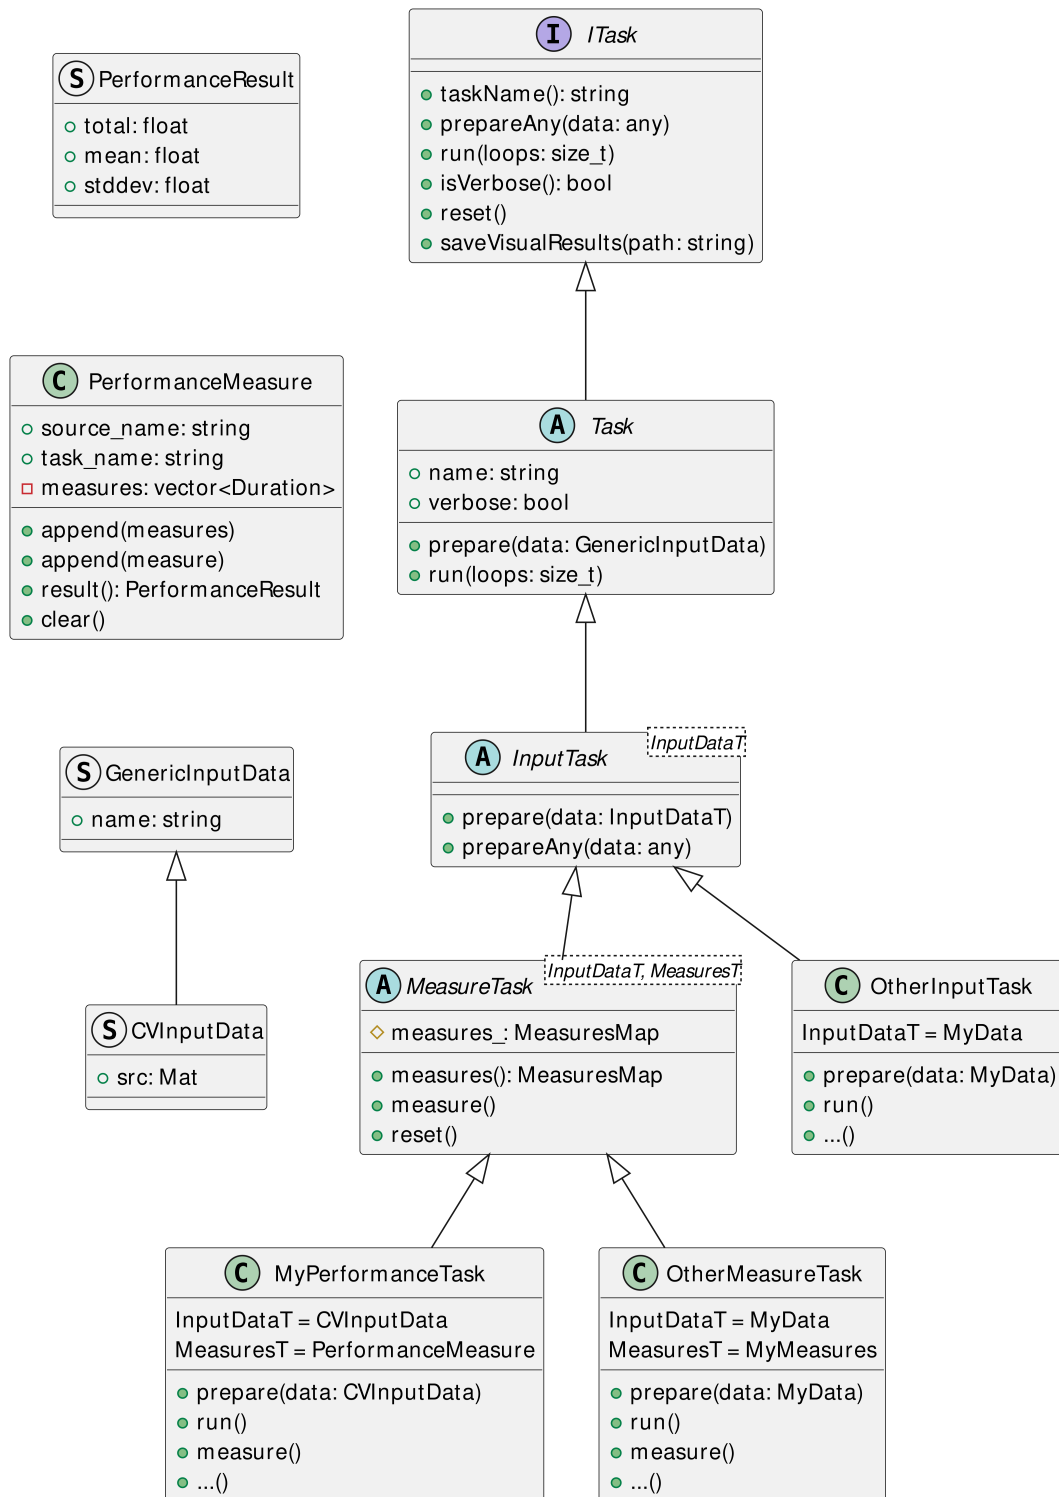 S PerformanceResult
total: float
mean: float
stddev: float
I ITask
taskName(): string
prepareAny(data: any)
run(loops: size_t)
isVerbose(): bool
reset()
saveVisualResults(path: string)
C PerformanceMeasure
source_name: string
task_name: string
measures: vector<Duration>
append(measures)
append(measure)
result(): PerformanceResult
clear()
A Task
name: string
verbose: bool
prepare(data: GenericInputData)
run(loops: size_t)
S GenericInputData
name: string
A InputTask
InputDataT
prepare(data: InputDataT)
prepareAny(data: any)
S CVInputData
src: Mat
A MeasureTask
InputDataT, MeasuresT
measures_: MeasuresMap
measures(): MeasuresMap
measure()
reset()
C OtherInputTask
InputDataT = MyData
prepare(data: MyData)
run()
...()
C MyPerformanceTask
InputDataT = CVInputData
MeasuresT = PerformanceMeasure
prepare(data: CVInputData)
run()
measure()
...()
C OtherMeasureTask
InputDataT = MyData
MeasuresT = MyMeasures
prepare(data: MyData)
run()
measure()
...()